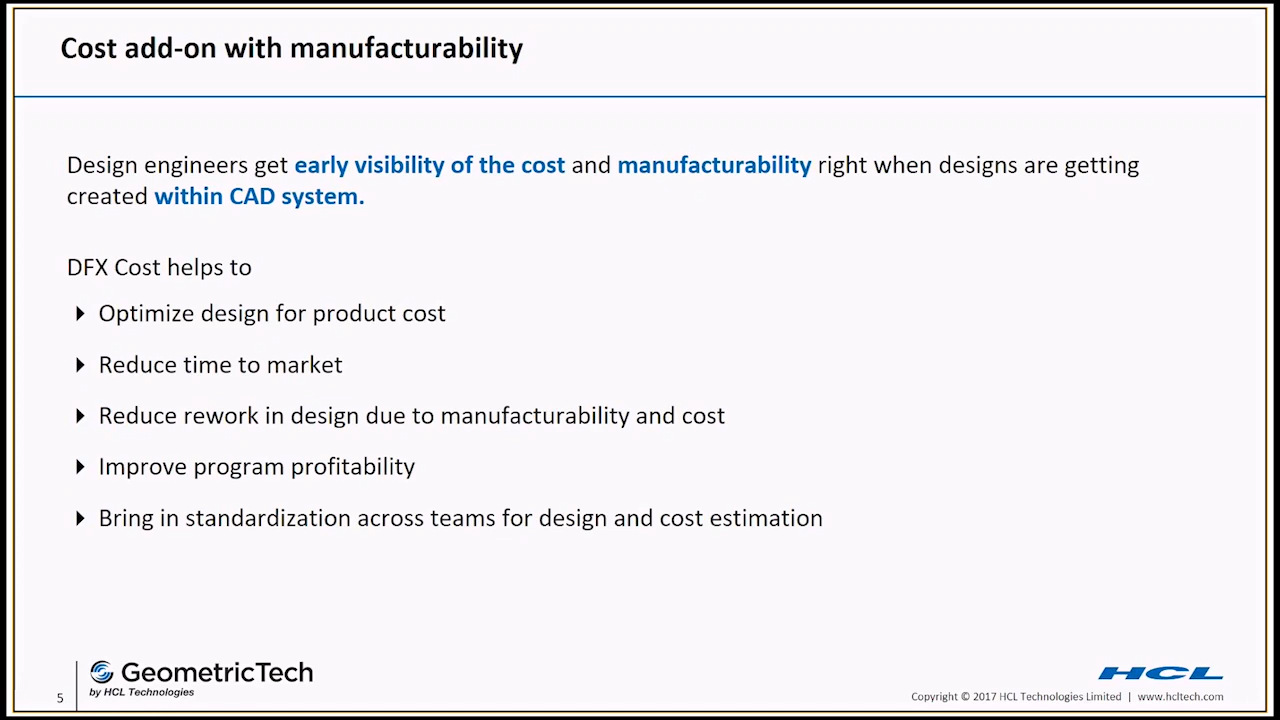 Cost add-on with manufacturability
Design engineers get early visibility of the cost and manufacturability right when designs are getting
created within CAD system.
DFX Cost helps to
Optimize design for product cost
Reduce time to market
Reduce rework in design due to manufacturability and cost
Improve program profitability
Bring in standardization across teams for design and cost estimation
5
GeometricTech
by HCL Technologies
HCL
Copyright © 2017 HCL Technologies Limited | www.hcltech.com